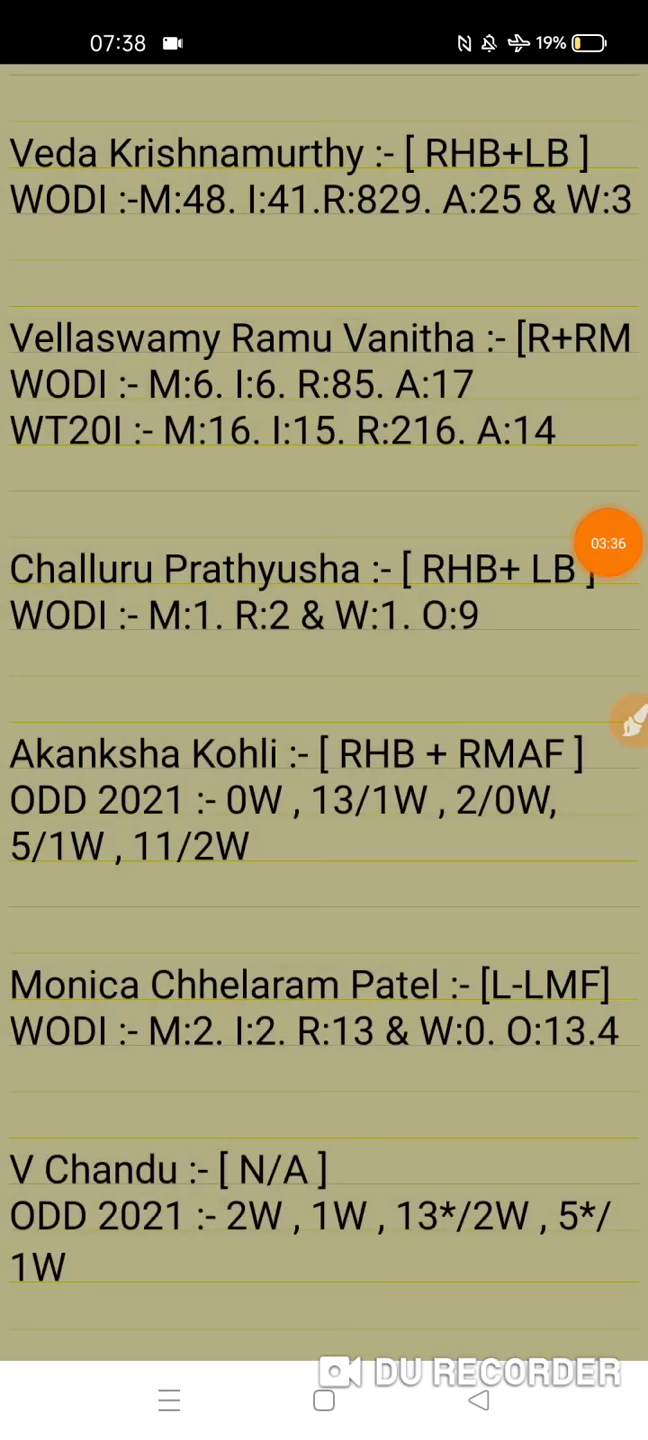 07:38
19%
Veda Krishnamurthy :- [ RHB+LB ]
WODI :-M:48. I:41.R:829. A:25 & W:3
Vellaswamy Ramu Vanitha :- [R+RM
WODI :- M:6. I:6. R:85. A:17
WT20I :- M:16. I:15. R:216. A:14
03:36
Challuru Prathyusha :- [ RHB+ LB ]
WODI :- M:1. R:2 & W:1. O:9
Akanksha Kohli :- [ RHB + RMAF ]
ODD 2021 :- 0W , 13/1W , 2/0W,
5/1W , 11/2W
Monica Chhelaram Patel :- [L-LMF]
WODI :- M:2. I:2. R:13 & W:0. O:13.4
V Chandu :- [ N/A ]
ODD 2021 :- 2W , 1W , 13*/2W , 5*/
1W
DU RECORDER